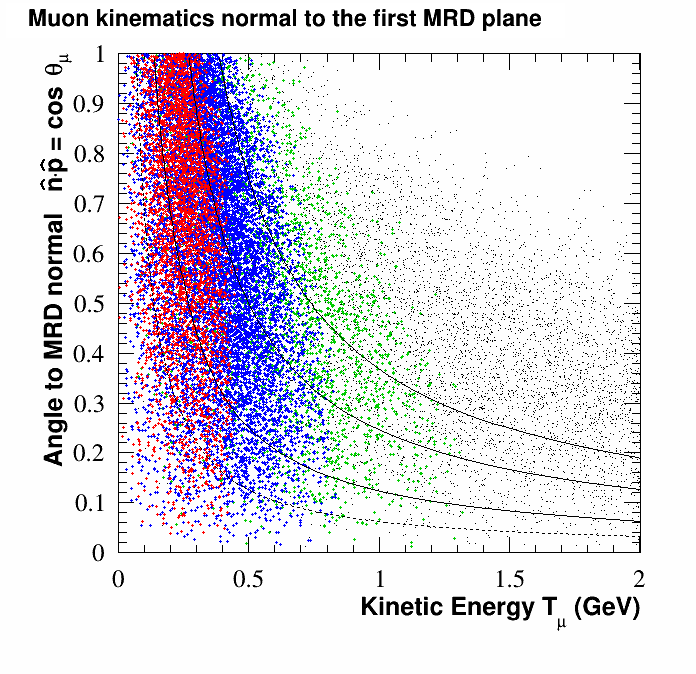 Muon kinematics normal to the first MRD plane
Angle to MRD normal n̂·p̂ = cos θμ
1
0.9
0.8
0.7
0.6
0.5
0.4
0.3
0.2
0.1
0
0 0.5 1 1.5 2
Kinetic Energy Tμ (GeV)